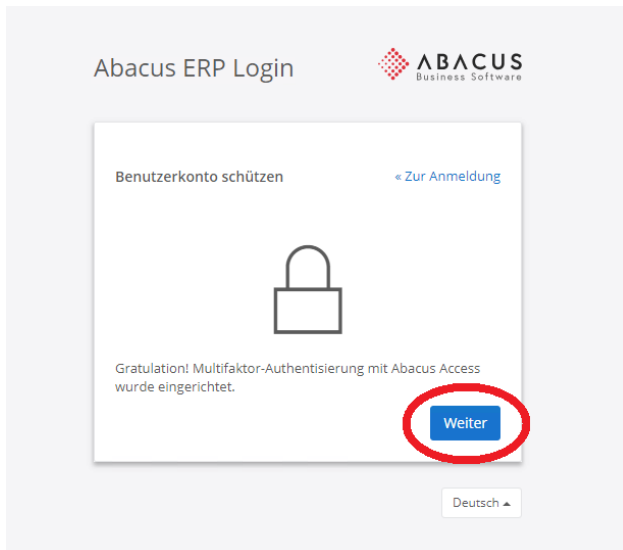 Abacus ERP Login
ABACUS
Business Software
Benutzerkonto schützen
« Zur Anmeldung
Gratulation! Multifaktor-Authentisierung mit Abacus Access
wurde eingerichtet.
Weiter
Deutsch